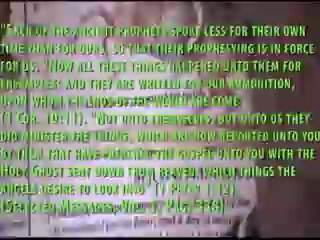 "EACH OF THE ANCIENT PROPHETS SPOKE LESS FOR THEIR OWN
TIME THAN FOR OURS, SO THAT THEIR PROPHESYING IS IN FORCE
FOR US. 'NOW ALL THESE THINGS HAPPENED UNTO THEM FOR
ENSAMPLES: AND THEY ARE WRITTEN FOR OUR ADMONITION,
UPON WHOM THE ENDS OF THE WORLD ARE COME'
(1 COR. 10:11). 'NOT UNTO THEMSELVES, BUT UNTO US THEY
DID MINISTER THE THINGS, WHICH ARE NOW REPORTED UNTO YOU
BY THEM THAT HAVE PREACHED THE GOSPEL UNTO YOU WITH THE
HOLY GHOST SENT DOWN FROM HEAVEN; WHICH THINGS THE
ANGELS DESIRE TO LOOK INTO' (1 PETER 1:12)
(SELECTED MESSAGES, VOL. 3, PAG. 338)